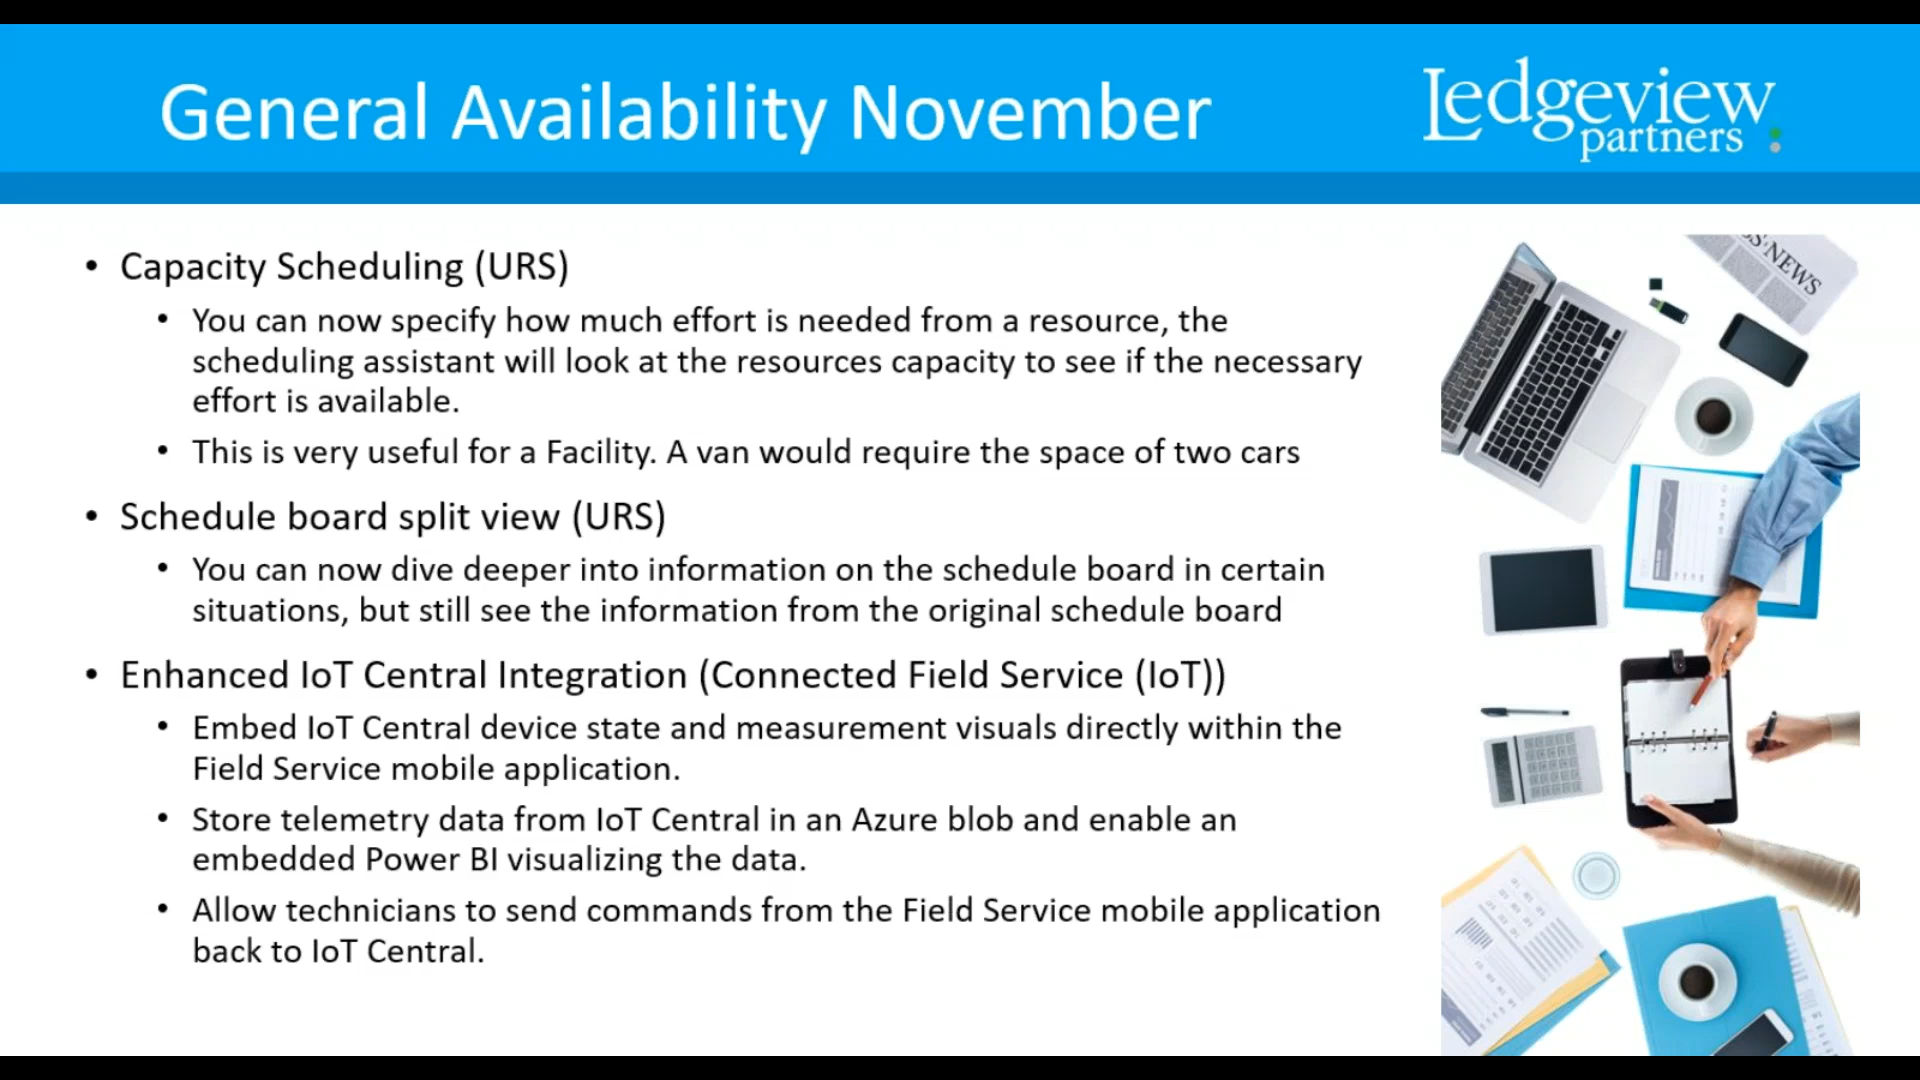 General Availability November
Ledgeview
partners
• Capacity Scheduling (URS)
• You can now specify how much effort is needed from a resource, the
scheduling assistant will look at the resources capacity to see if the necessary
effort is available.
• This is very useful for a Facility. A van would require the space of two cars
• Schedule board split view (URS)
• You can now dive deeper into information on the schedule board in certain
situations, but still see the information from the original schedule board
• Enhanced IoT Central Integration (Connected Field Service (IoT))
• Embed IoT Central device state and measurement visuals directly within the
Field Service mobile application.
• Store telemetry data from IoT Central in an Azure blob and enable an
embedded Power BI visualizing the data.
• Allow technicians to send commands from the Field Service mobile application
back to IoT Central.
NEWS